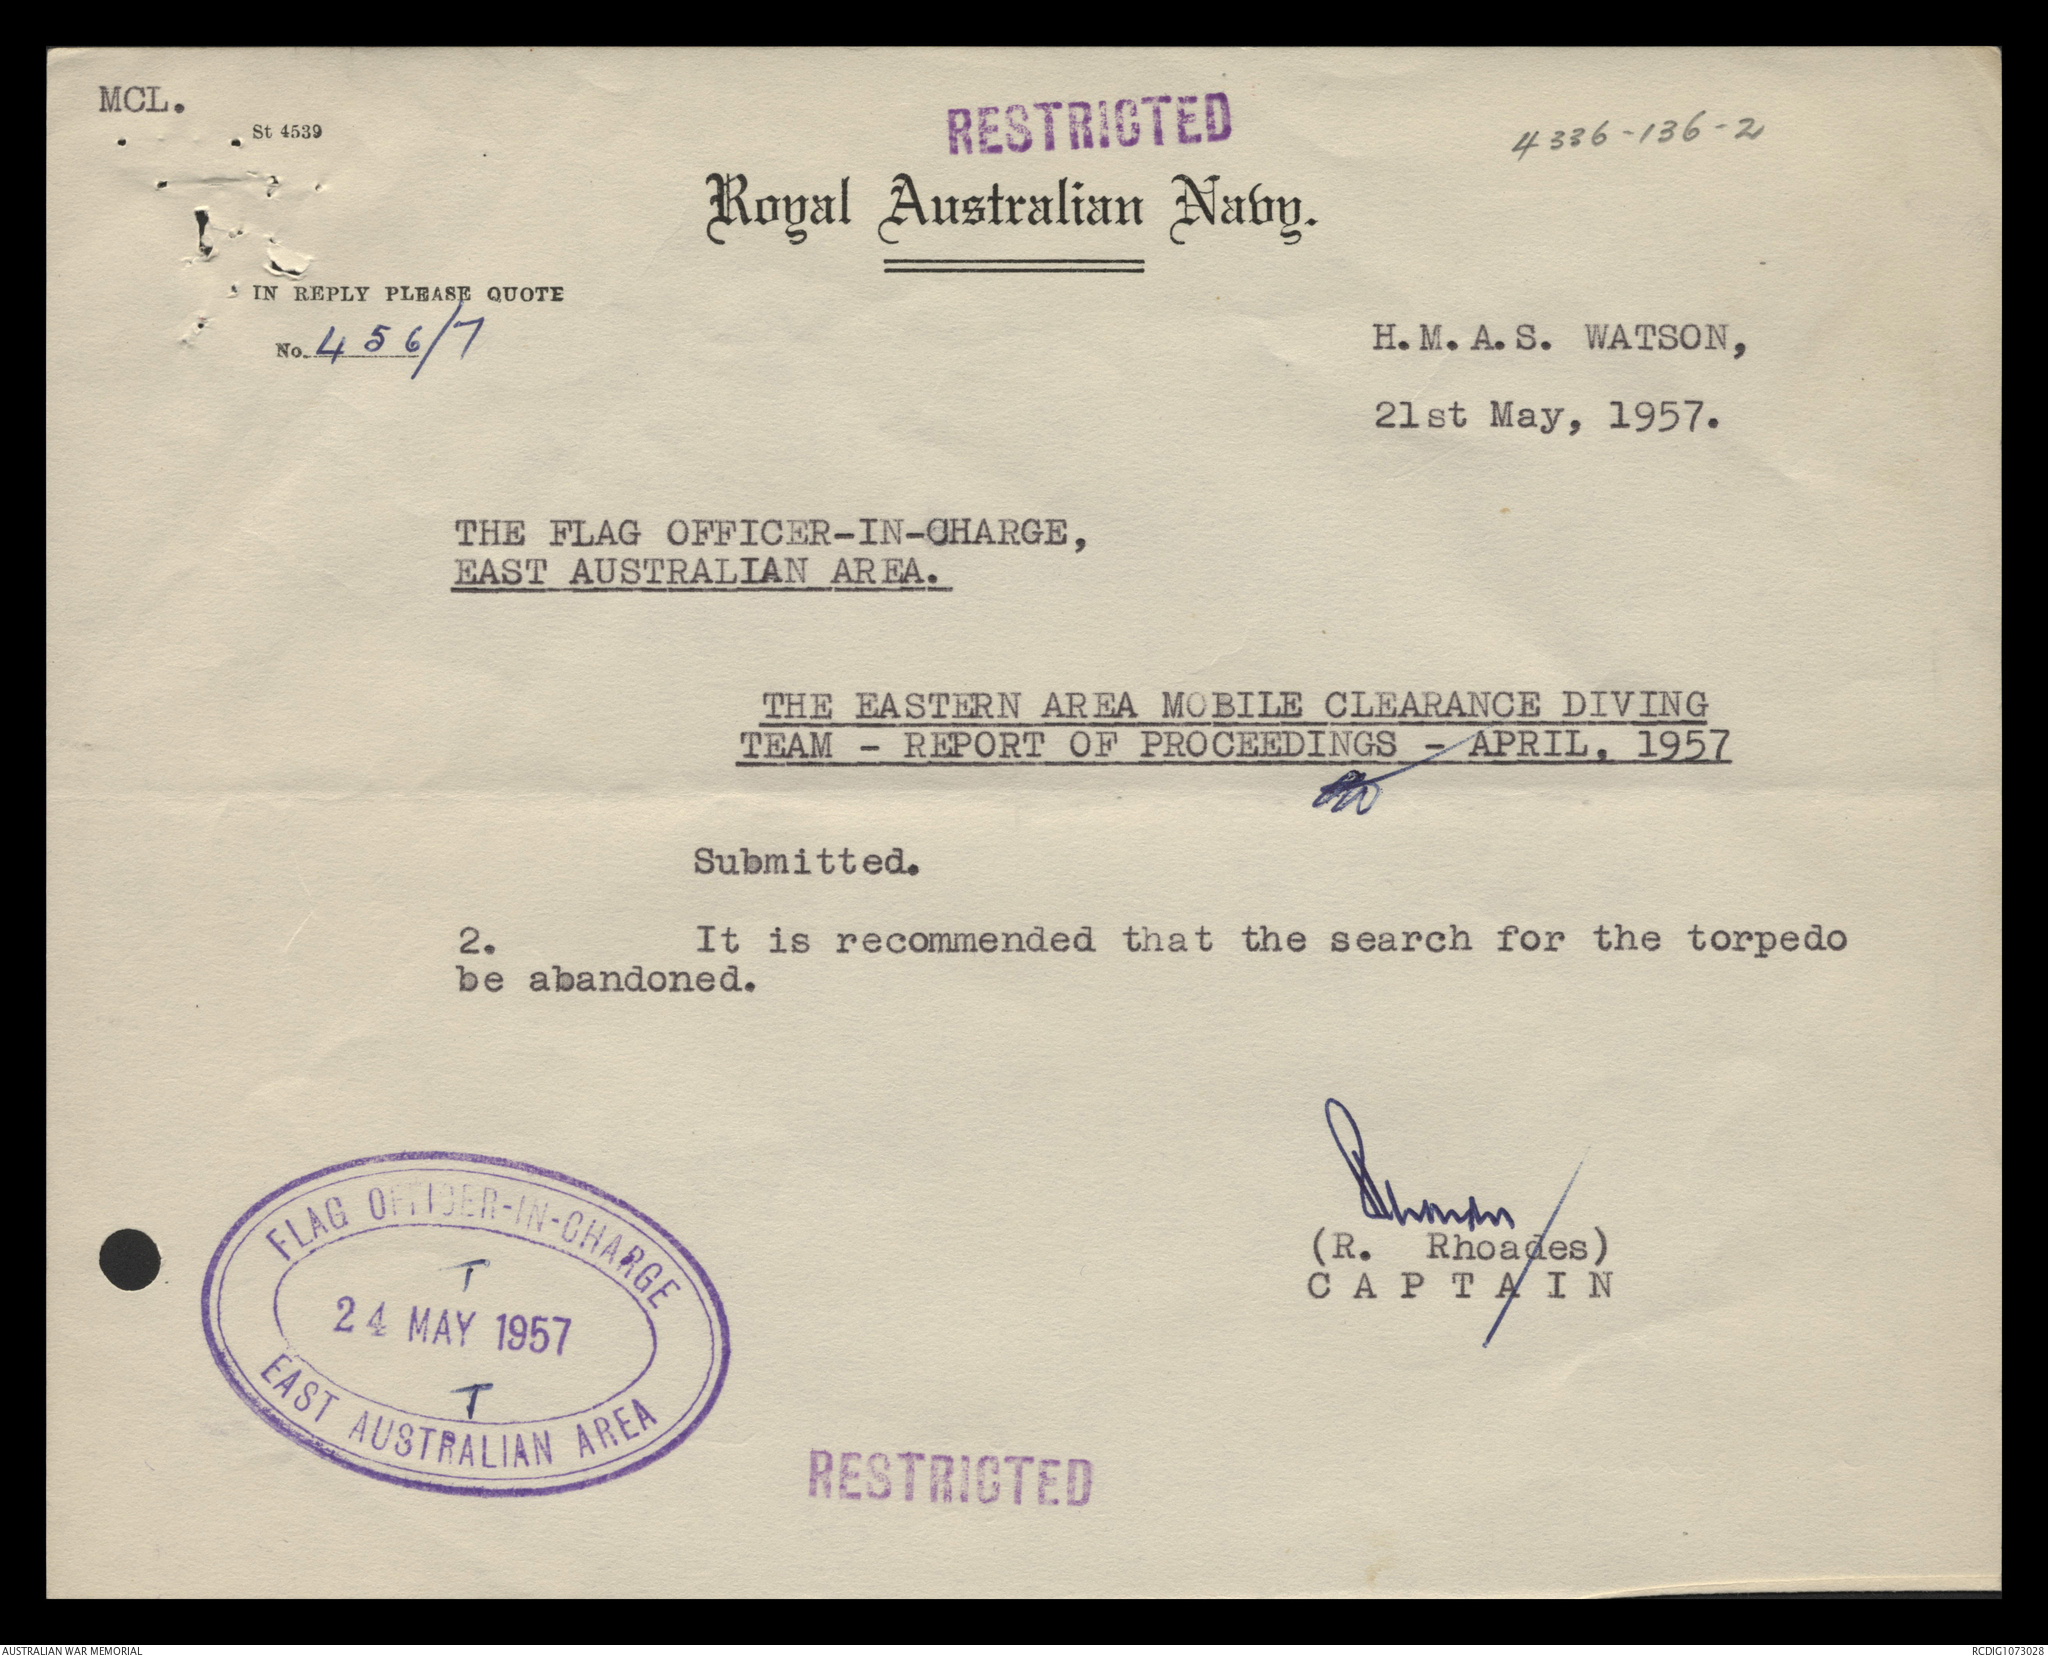 MCL.
St 4539
RESTRICTED
4336-136-2
Royal Australian Navy.
IN REPLY PLEASE QUOTE
No. 456/7
H.M.A.S. WATSON,
21st May, 1957.
THE FLAG OFFICER-IN-CHARGE,
EAST AUSTRALIAN AREA.
THE EASTERN AREA MOBILE CLEARANCE DIVING
TEAM - REPORT OF PROCEEDINGS - APRIL, 1957
Submitted.
2. It is recommended that the search for the torpedo
be abandoned.
(R. Rhoades)
CAPTAIN
FLAG OFFICER-IN-CHARGE
T
24 MAY 1957
T
EAST AUSTRALIAN AREA
RESTRICTED
AUSTRALIAN WAR MEMORIAL
RCDIG1073028